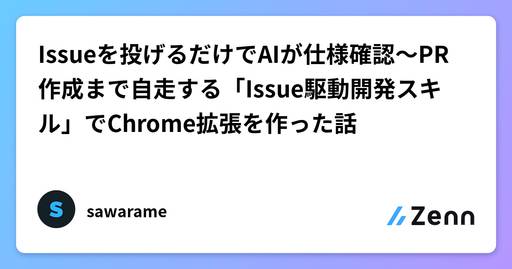 Issueを投げるだけでAIが仕様確認〜PR
作成まで自走する「Issue駆動開発スキ
ル」でChrome拡張を作った話
S
sawarame
Zenn